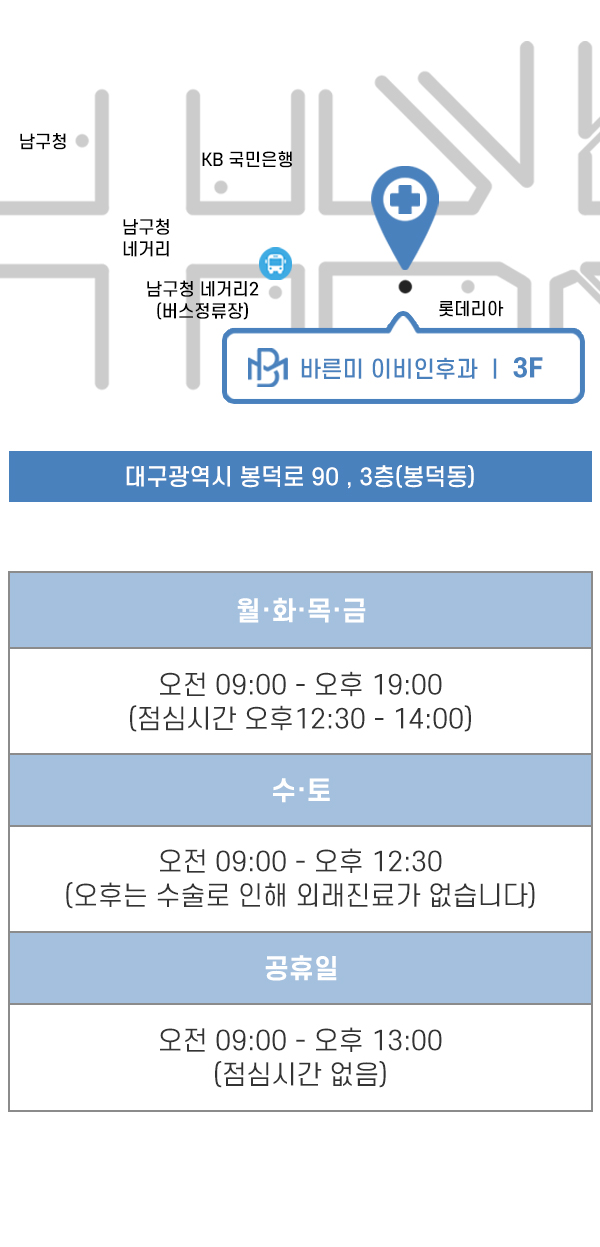 남구청
KB 국민은행
남구청
네거리
남구청 네거리2
(버스정류장)
롯데리아
BM 바른미 이비인후과 | 3F
대구광역시 봉덕로 90 , 3층(봉덕동)
월·화·목·금
오전 09:00 - 오후 19:00
(점심시간 오후12:30 - 14:00)
수·토
오전 09:00 - 오후 12:30
(오후는 수술로 인해 외래진료가 없습니다)
공휴일
오전 09:00 - 오후 13:00
(점심시간 없음)